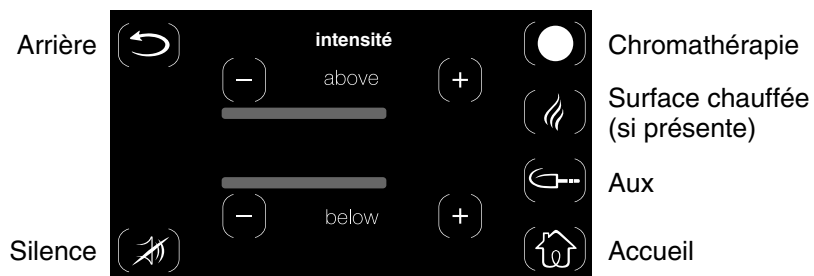 Arrière
intensité
Chromathérapie
− above +
Surface chauffée
(si présente)
Aux
− below +
Silence
Accueil